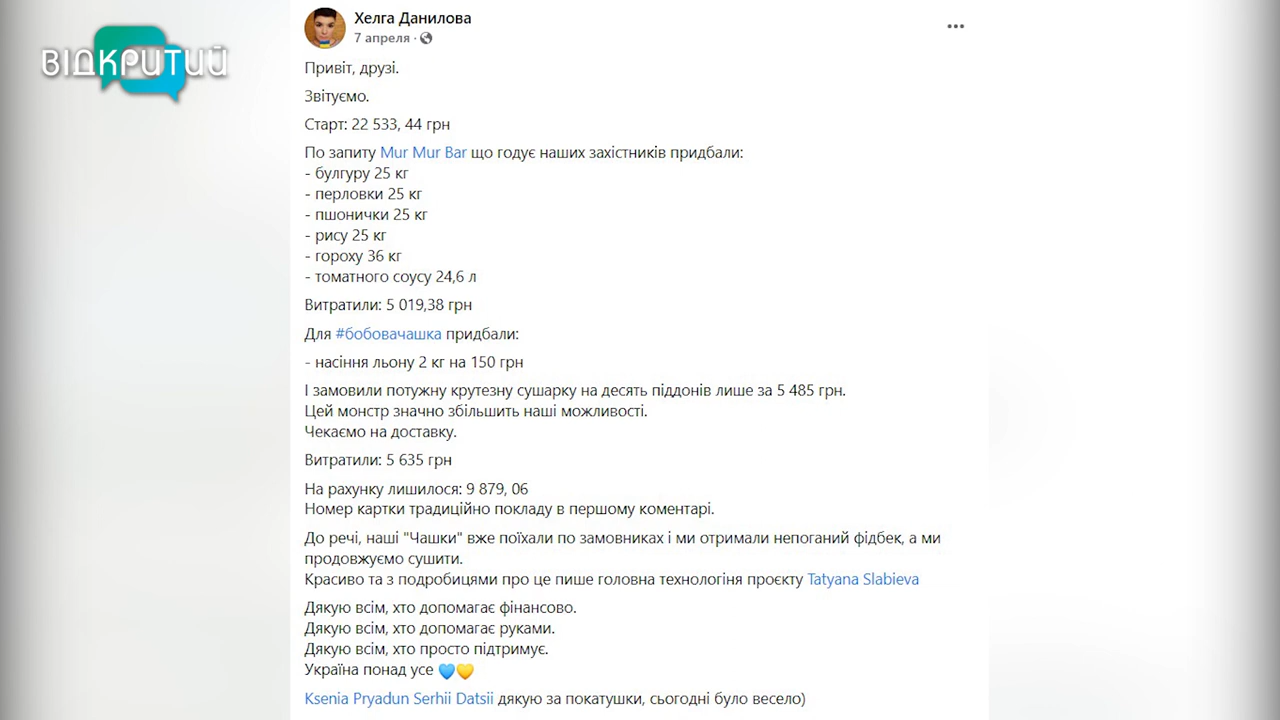 ВІДКРИТИЙ
Хелга Данилова
7 апреля ·
Привіт, друзі.
Звітуємо.
Старт: 22 533, 44 грн
По запиту Mur Mur Bar що годує наших захістників придбали:
- булгуру 25 кг
- перловки 25 кг
- пшонички 25 кг
- рису 25 кг
- гороху 36 кг
- томатного соусу 24,6 л
Витратили: 5 019,38 грн
Для #бобовачашка придбали:
- насіння льону 2 кг на 150 грн
І замовили потужну крутезну сушарку на десять піддонів лише за 5 485 грн.
Цей монстр значно збільшить наші можливості.
Чекаємо на доставку.
Витратили: 5 635 грн
На рахунку лишилося: 9 879, 06
Номер картки традиційно покладу в першому коментарі.
До речі, наші "Чашки" вже поїхали по замовниках і ми отримали непоганий фідбек, а ми
продовжуємо сушити.
Красиво та з подробицями про це пише головна технологіня проєкту Tatyana Slabieva
Дякую всім, хто допомагає фінансово.
Дякую всім, хто допомагає руками.
Дякую всім, хто просто підтримує.
Україна понад усе 💙💛
Ksenia Pryadun Serhii Datsii дякую за покатушки, сьогодні було весело)